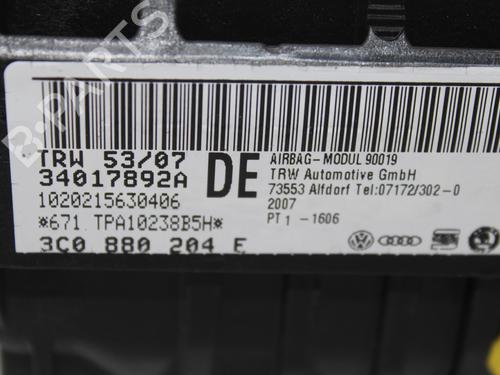 B-PARTS
TRW 53/07
34017892A
1020215630406
*671 TPA10238B5H*
3C0 880 204 E
DE
AIRBAG-MODUL 90019
TRW Automotive GmbH
73553 Alfdorf Tel:07172/302-0
2007
PT1 -1606